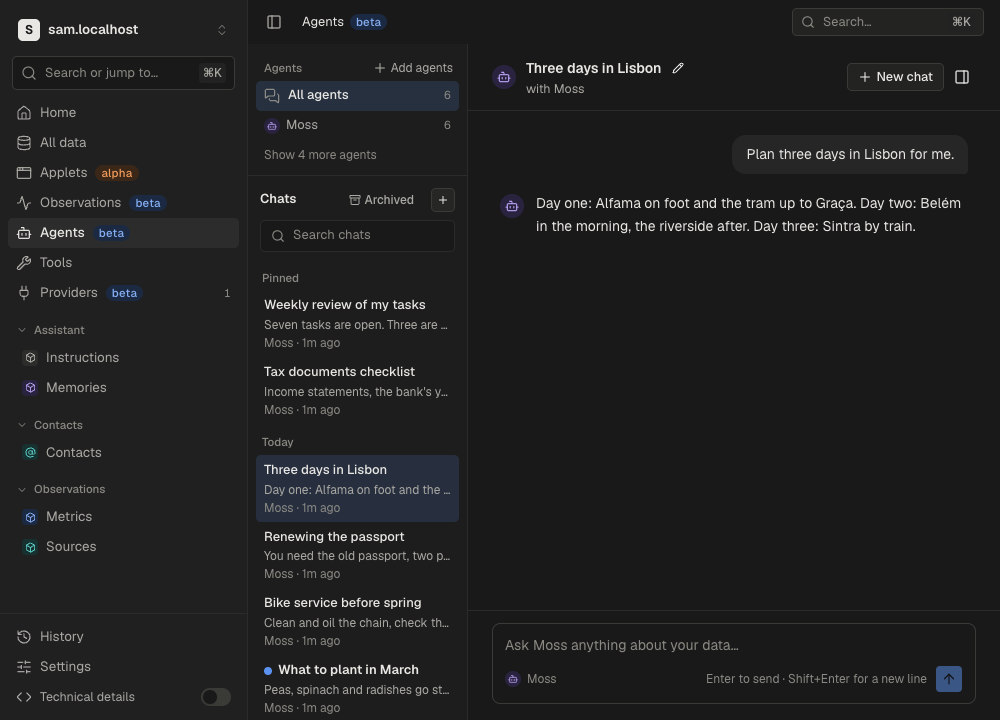 S sam.localhost
Search or jump to… ⌘K
Home
All data
Applets alpha
Observations beta
Agents beta
Tools
Providers beta 1
Assistant
Instructions
Memories
Contacts
Contacts
Observations
Metrics
Sources
History
Settings
Technical details
Agents beta
Search… ⌘K
Agents + Add agents
All agents 6
Moss 6
Show 4 more agents
Chats Archived +
Search chats
Pinned
Weekly review of my tasks
Seven tasks are open. Three are …
Moss · 1m ago
Tax documents checklist
Income statements, the bank's y…
Moss · 1m ago
Today
Three days in Lisbon
Day one: Alfama on foot and the …
Moss · 1m ago
Renewing the passport
You need the old passport, two p…
Moss · 1m ago
Bike service before spring
Clean and oil the chain, check th…
Moss · 1m ago
What to plant in March
Peas, spinach and radishes go st…
Moss · 1m ago
Three days in Lisbon
with Moss
+ New chat
Plan three days in Lisbon for me.
Day one: Alfama on foot and the tram up to Graça. Day two: Belém
in the morning, the riverside after. Day three: Sintra by train.
Ask Moss anything about your data…
Moss Enter to send · Shift+Enter for a new line